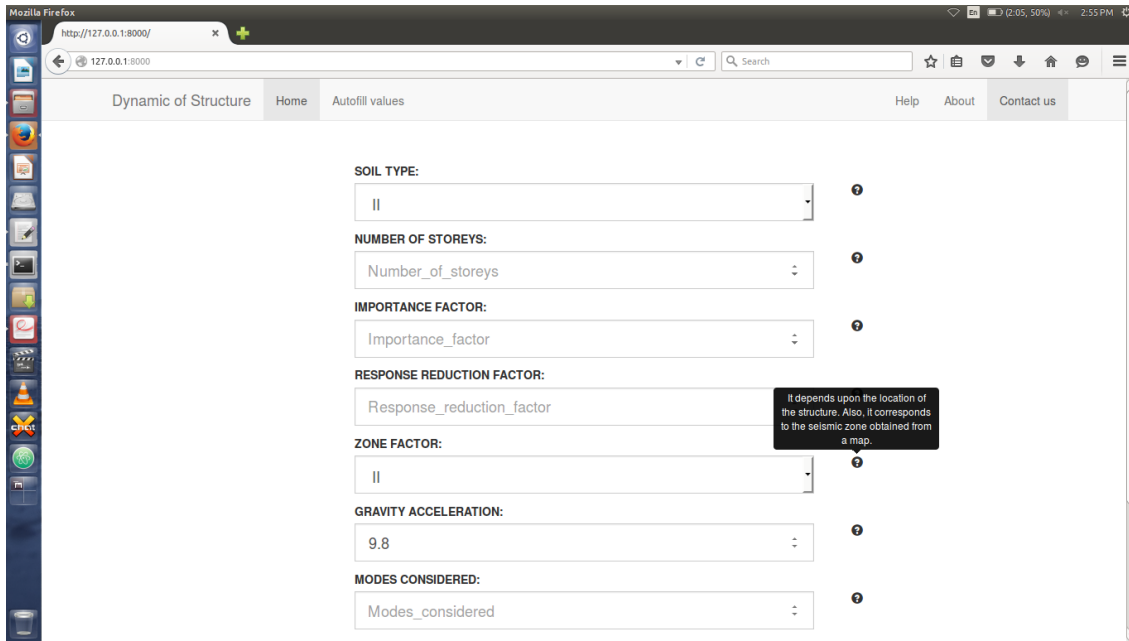 Mozilla Firefox
En (2:05, 50%) 2:55 PM
http://127.0.0.1:8000/
127.0.0.1:8000
Search
Dynamic of Structure Home Autofill values Help About Contact us
SOIL TYPE:
II
NUMBER OF STOREYS:
Number_of_storeys
IMPORTANCE FACTOR:
Importance_factor
RESPONSE REDUCTION FACTOR:
Response_reduction_factor
It depends upon the location of
the structure. Also, it corresponds
to the seismic zone obtained from
a map.
ZONE FACTOR:
II
GRAVITY ACCELERATION:
9.8
MODES CONSIDERED:
Modes_considered
chat